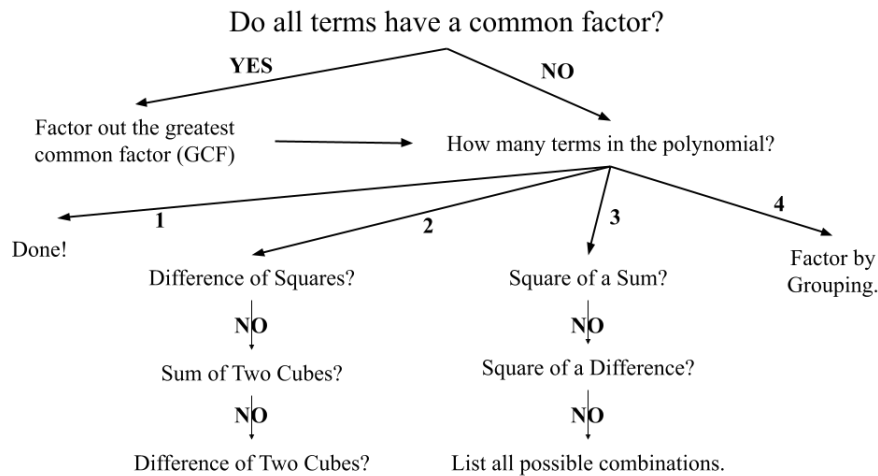 Do all terms have a common factor?
YES
NO
Factor out the greatest
common factor (GCF)
How many terms in the polynomial?
1
2
3
4
Done!
Difference of Squares?
Square of a Sum?
Factor by
Grouping.
NO
NO
Sum of Two Cubes?
Square of a Difference?
NO
NO
Difference of Two Cubes?
List all possible combinations.